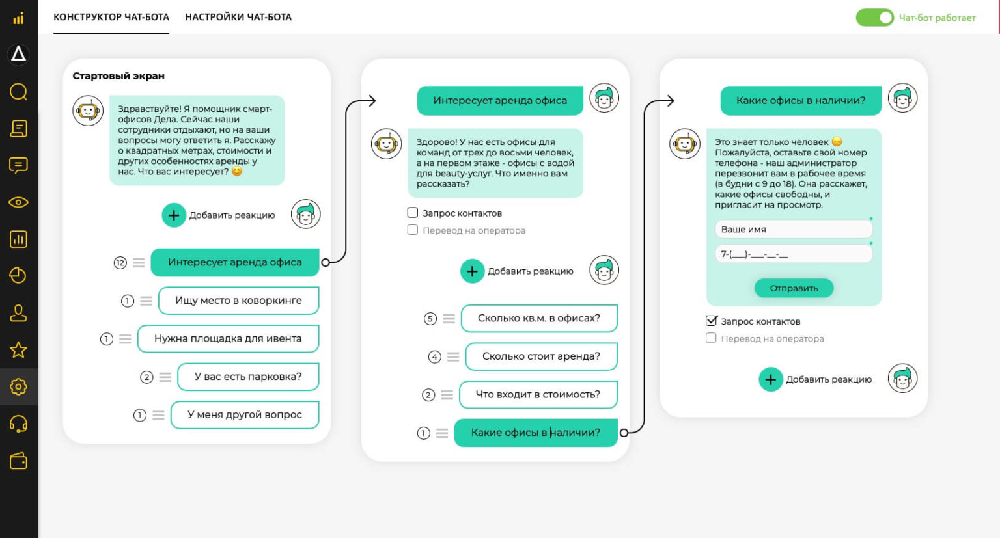 КОНСТРУКТОР ЧАТ-БОТА
НАСТРОЙКИ ЧАТ-БОТА
Чат-бот работает
Стартовый экран
Здравствуйте! Я помощник смарт-
офисов Дела. Сейчас наши
сотрудники отдыхают, но на ваши
вопросы могу ответить я. Расскажу
о квадратных метрах, стоимости и
других особенностях аренды у
нас. Что вас интересует? 😊
Добавить реакцию
12 Интересует аренда офиса
1 Ищу место в коворкинге
1 Нужна площадка для ивента
2 У вас есть парковка?
1 У меня другой вопрос
Интересует аренда офиса
Здорово! У нас есть офисы для
команд от трех до восьми человек,
а на первом этаже - офисы с водой
для beauty-услуг. Что именно вам
рассказать?
Запрос контактов
Перевод на оператора
Добавить реакцию
5 Сколько кв.м. в офисах?
4 Сколько стоит аренда?
2 Что входит в стоимость?
1 Какие офисы в наличии?
Какие офисы в наличии?
Это знает только человек 😞
Пожалуйста, оставьте свой номер
телефона - наш администратор
перезвонит вам в рабочее время
(в будни с 9 до 18). Она расскажет,
какие офисы свободны, и
пригласит на просмотр.
Ваше имя
7-(___)-___-__-__
Отправить
Запрос контактов
Перевод на оператора
Добавить реакцию